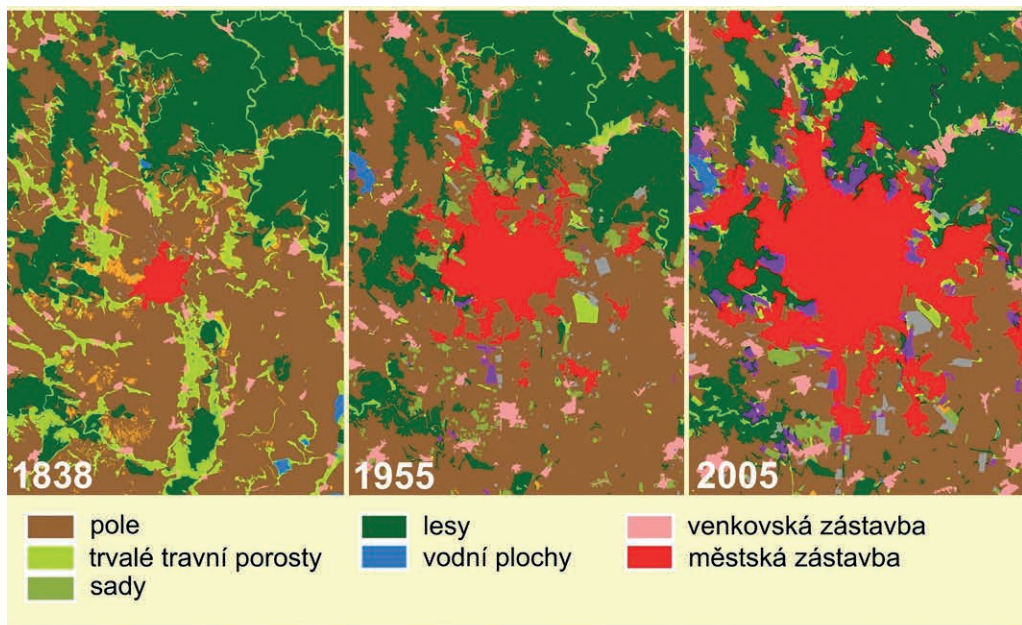 1838
1955
2005
pole
trvalé travní porosty
sady
lesy
vodní plochy
venkovská zástavba
městská zástavba